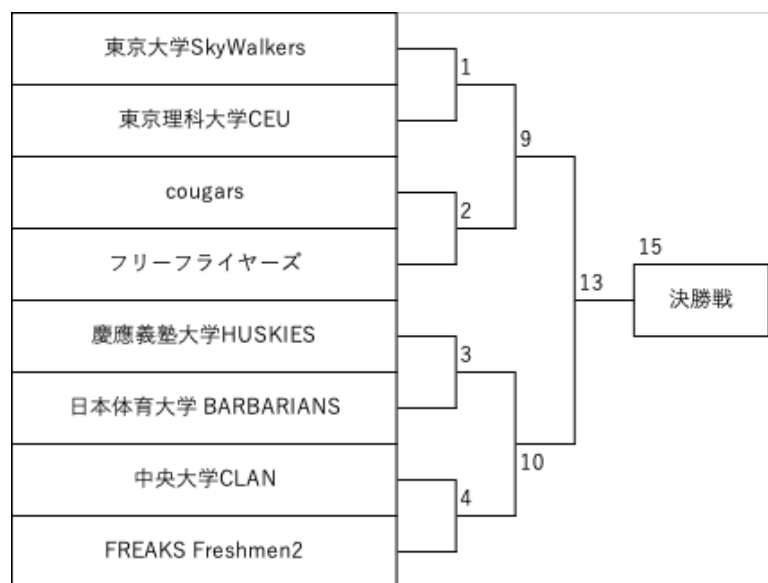 東京大学SkyWalkers
東京理科大学CEU
cougars
フリーフライヤーズ
慶應義塾大学HUSKIES
日本体育大学 BARBARIANS
中央大学CLAN
FREAKS Freshmen2
1
2
3
4
9
10
13
15
決勝戦